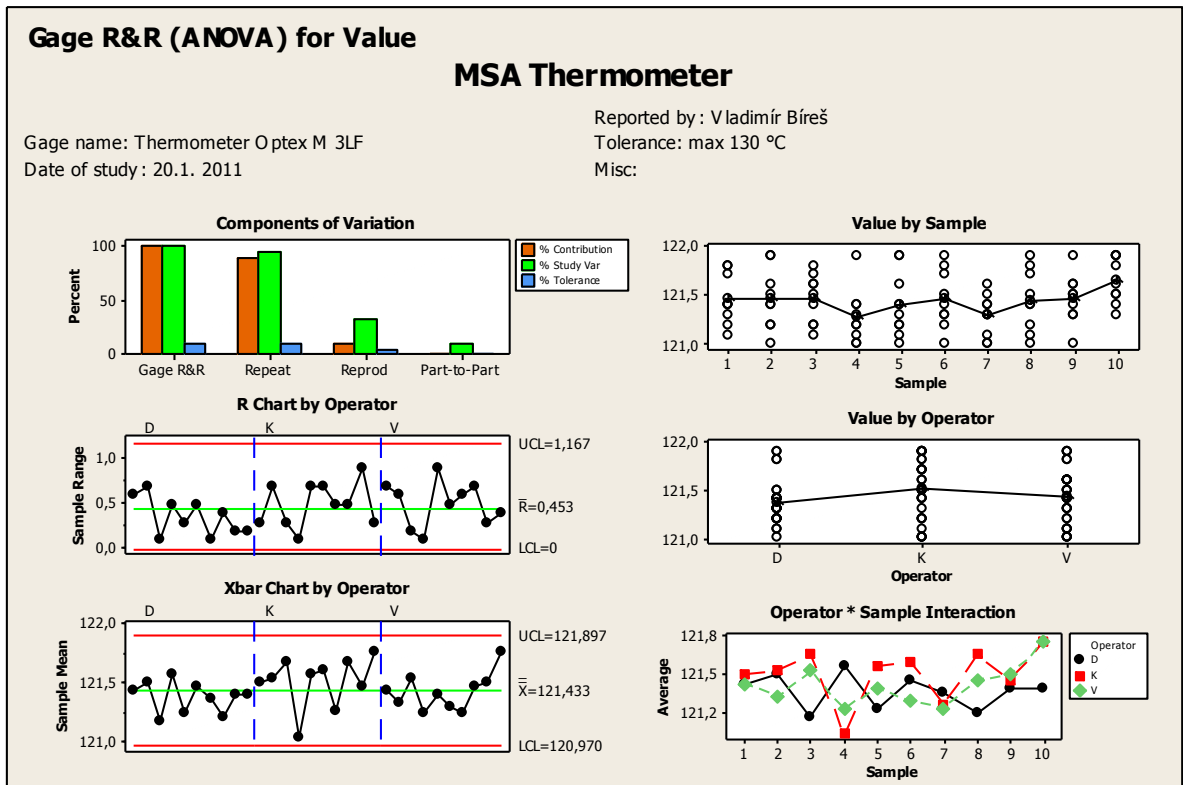 Gage R&R (ANOVA) for Value
MSA Thermometer
Gage name: Thermometer Optex M 3LF
Date of study: 20.1. 2011
Reported by: Vladimír Bíreš
Tolerance: max 130 °C
Misc:
Components of Variation
100
50
0
Percent
Gage R&R Repeat Reprod Part-to-Part
% Contribution
% Study Var
% Tolerance
Value by Sample
122,0
121,5
121,0
1 2 3 4 5 6 7 8 9 10
Sample
R Chart by Operator
D K V
1,0
0,5
0,0
Sample Range
UCL=1,167
R̅=0,453
LCL=0
Value by Operator
122,0
121,5
121,0
D K V
Operator
Xbar Chart by Operator
D K V
122,0
121,5
121,0
Sample Mean
UCL=121,897
X̿=121,433
LCL=120,970
Operator * Sample Interaction
121,8
121,5
121,2
Average
1 2 3 4 5 6 7 8 9 10
Sample
Operator
D
K
V